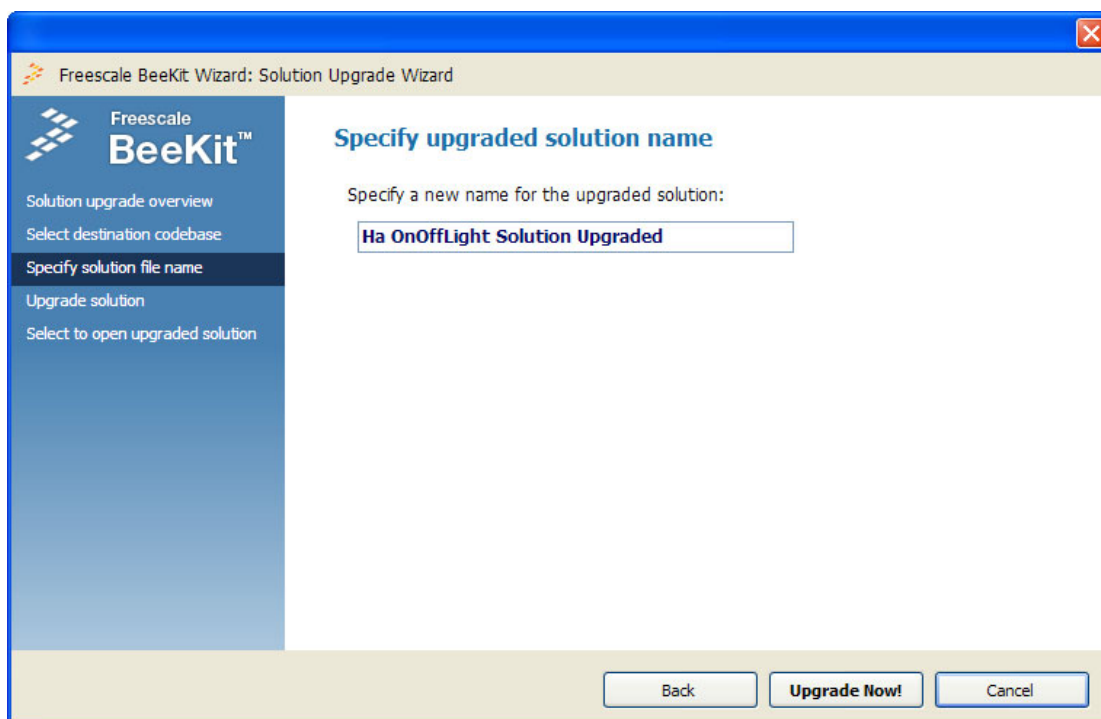 Freescale BeeKit Wizard: Solution Upgrade Wizard
Freescale
BeeKit™
Solution upgrade overview
Select destination codebase
Specify solution file name
Upgrade solution
Select to open upgraded solution
Specify upgraded solution name
Specify a new name for the upgraded solution:
Ha OnOffLight Solution Upgraded
Back
Upgrade Now!
Cancel